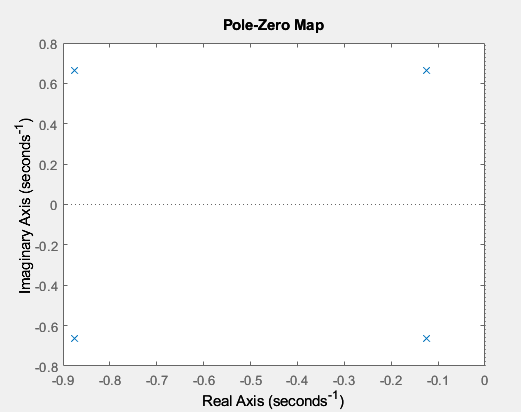 Pole-Zero Map
0.8
0.6
0.4
0.2
0
-0.2
-0.4
-0.6
-0.8
Imaginary Axis (seconds⁻¹)
-0.9 -0.8 -0.7 -0.6 -0.5 -0.4 -0.3 -0.2 -0.1 0
Real Axis (seconds⁻¹)